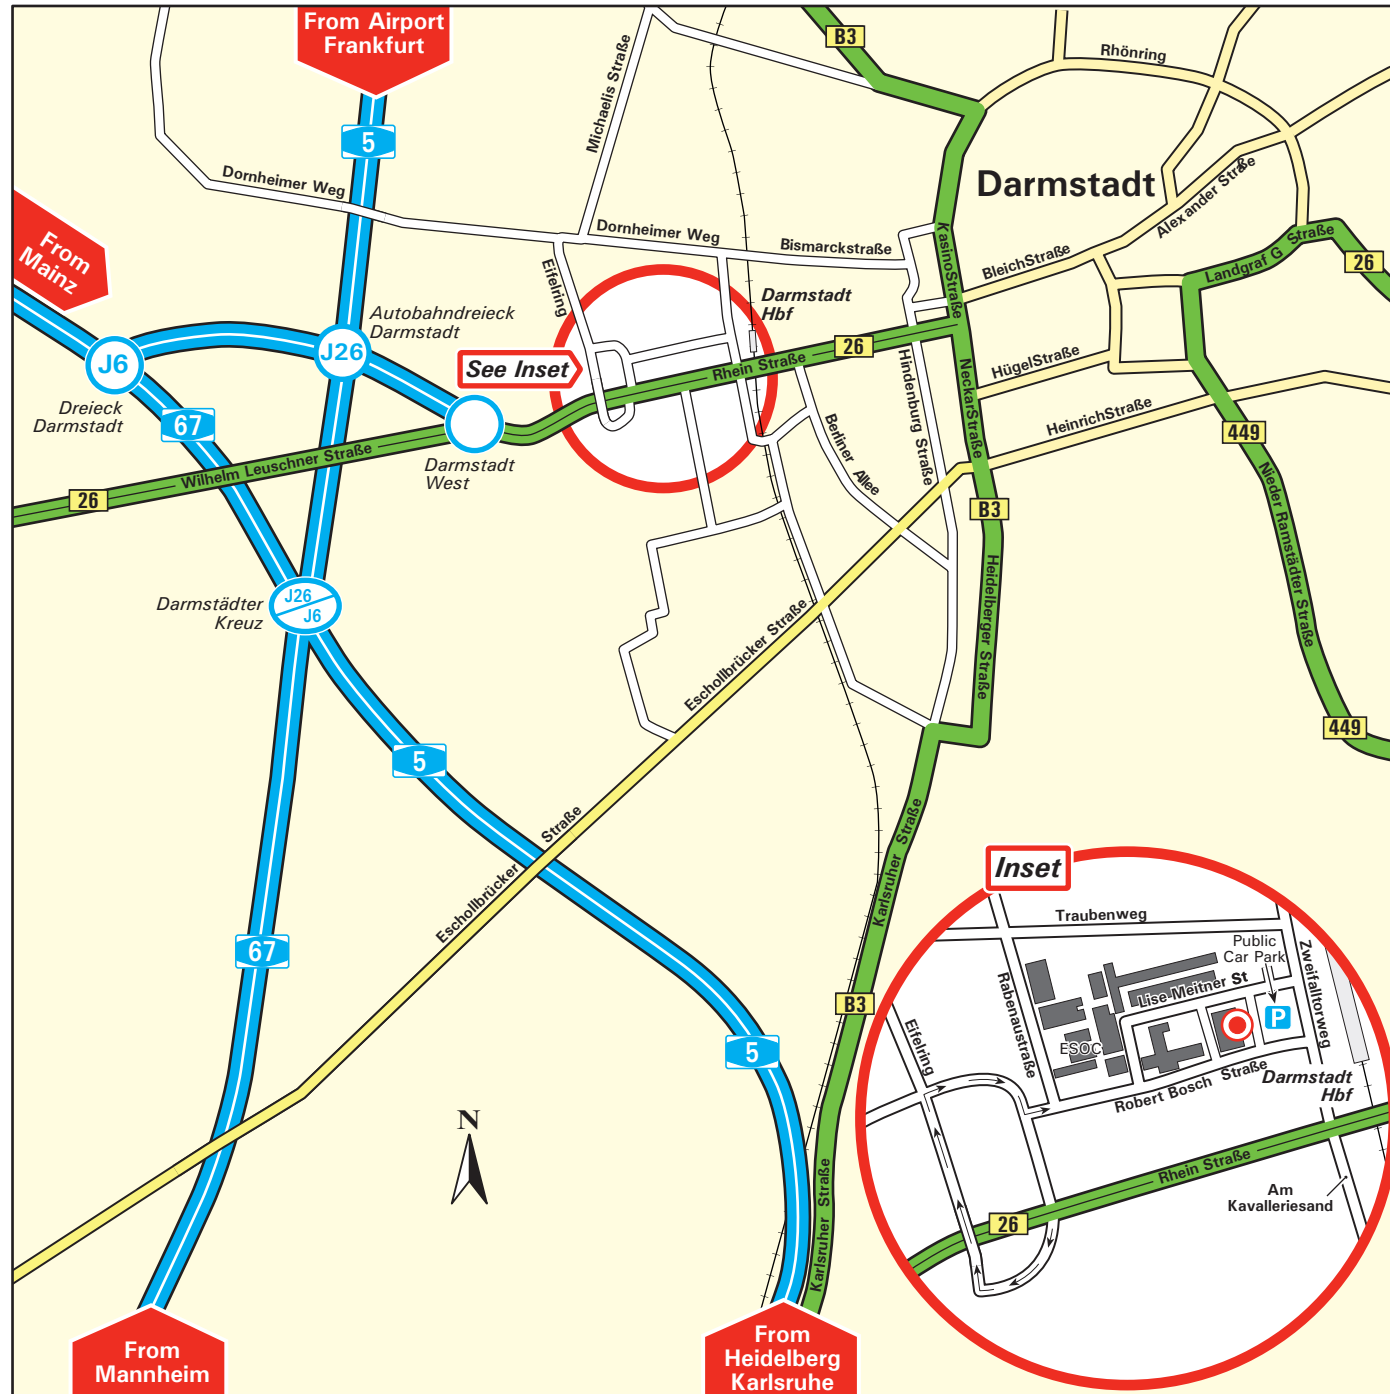 From Airport
Frankfurt
B3
Rhönring
5
Michaelis Straße
Dornheimer Weg
Darmstadt
Alexander Straße
From
Mainz
Dornheimer Weg
Bismarckstraße
KasinoStraße
BleichStraße
Landgraf G Straße
26
Eifelring
Darmstadt
Hbf
Autobahndreieck
Darmstadt
J6
J26
See Inset
Rhein Straße
26
Hindenburg Straße
NeckarStraße
HügelStraße
HeinrichStraße
Dreieck
Darmstadt
67
Wilhelm Leuschner Straße
26
Darmstadt
West
Berliner Allee
449
Nieder Ramstädter Straße
B3
Heidelberger Straße
Darmstädter
Kreuz
J26
J6
Eschollbrücker Straße
449
5
Eschollbrücker Straße
Karlsruher Straße
67
B3
5
N
Karlsruher Straße
From
Mannheim
From
Heidelberg
Karlsruhe
Inset
Traubenweg
Public
Car Park
Zweifalltorweg
Rabenaustraße
Lise-Meitner St
P
ESOC
Eifelring
Robert Bosch Straße
Darmstadt
Hbf
Rhein Straße
26
Am
Kavalleriesand